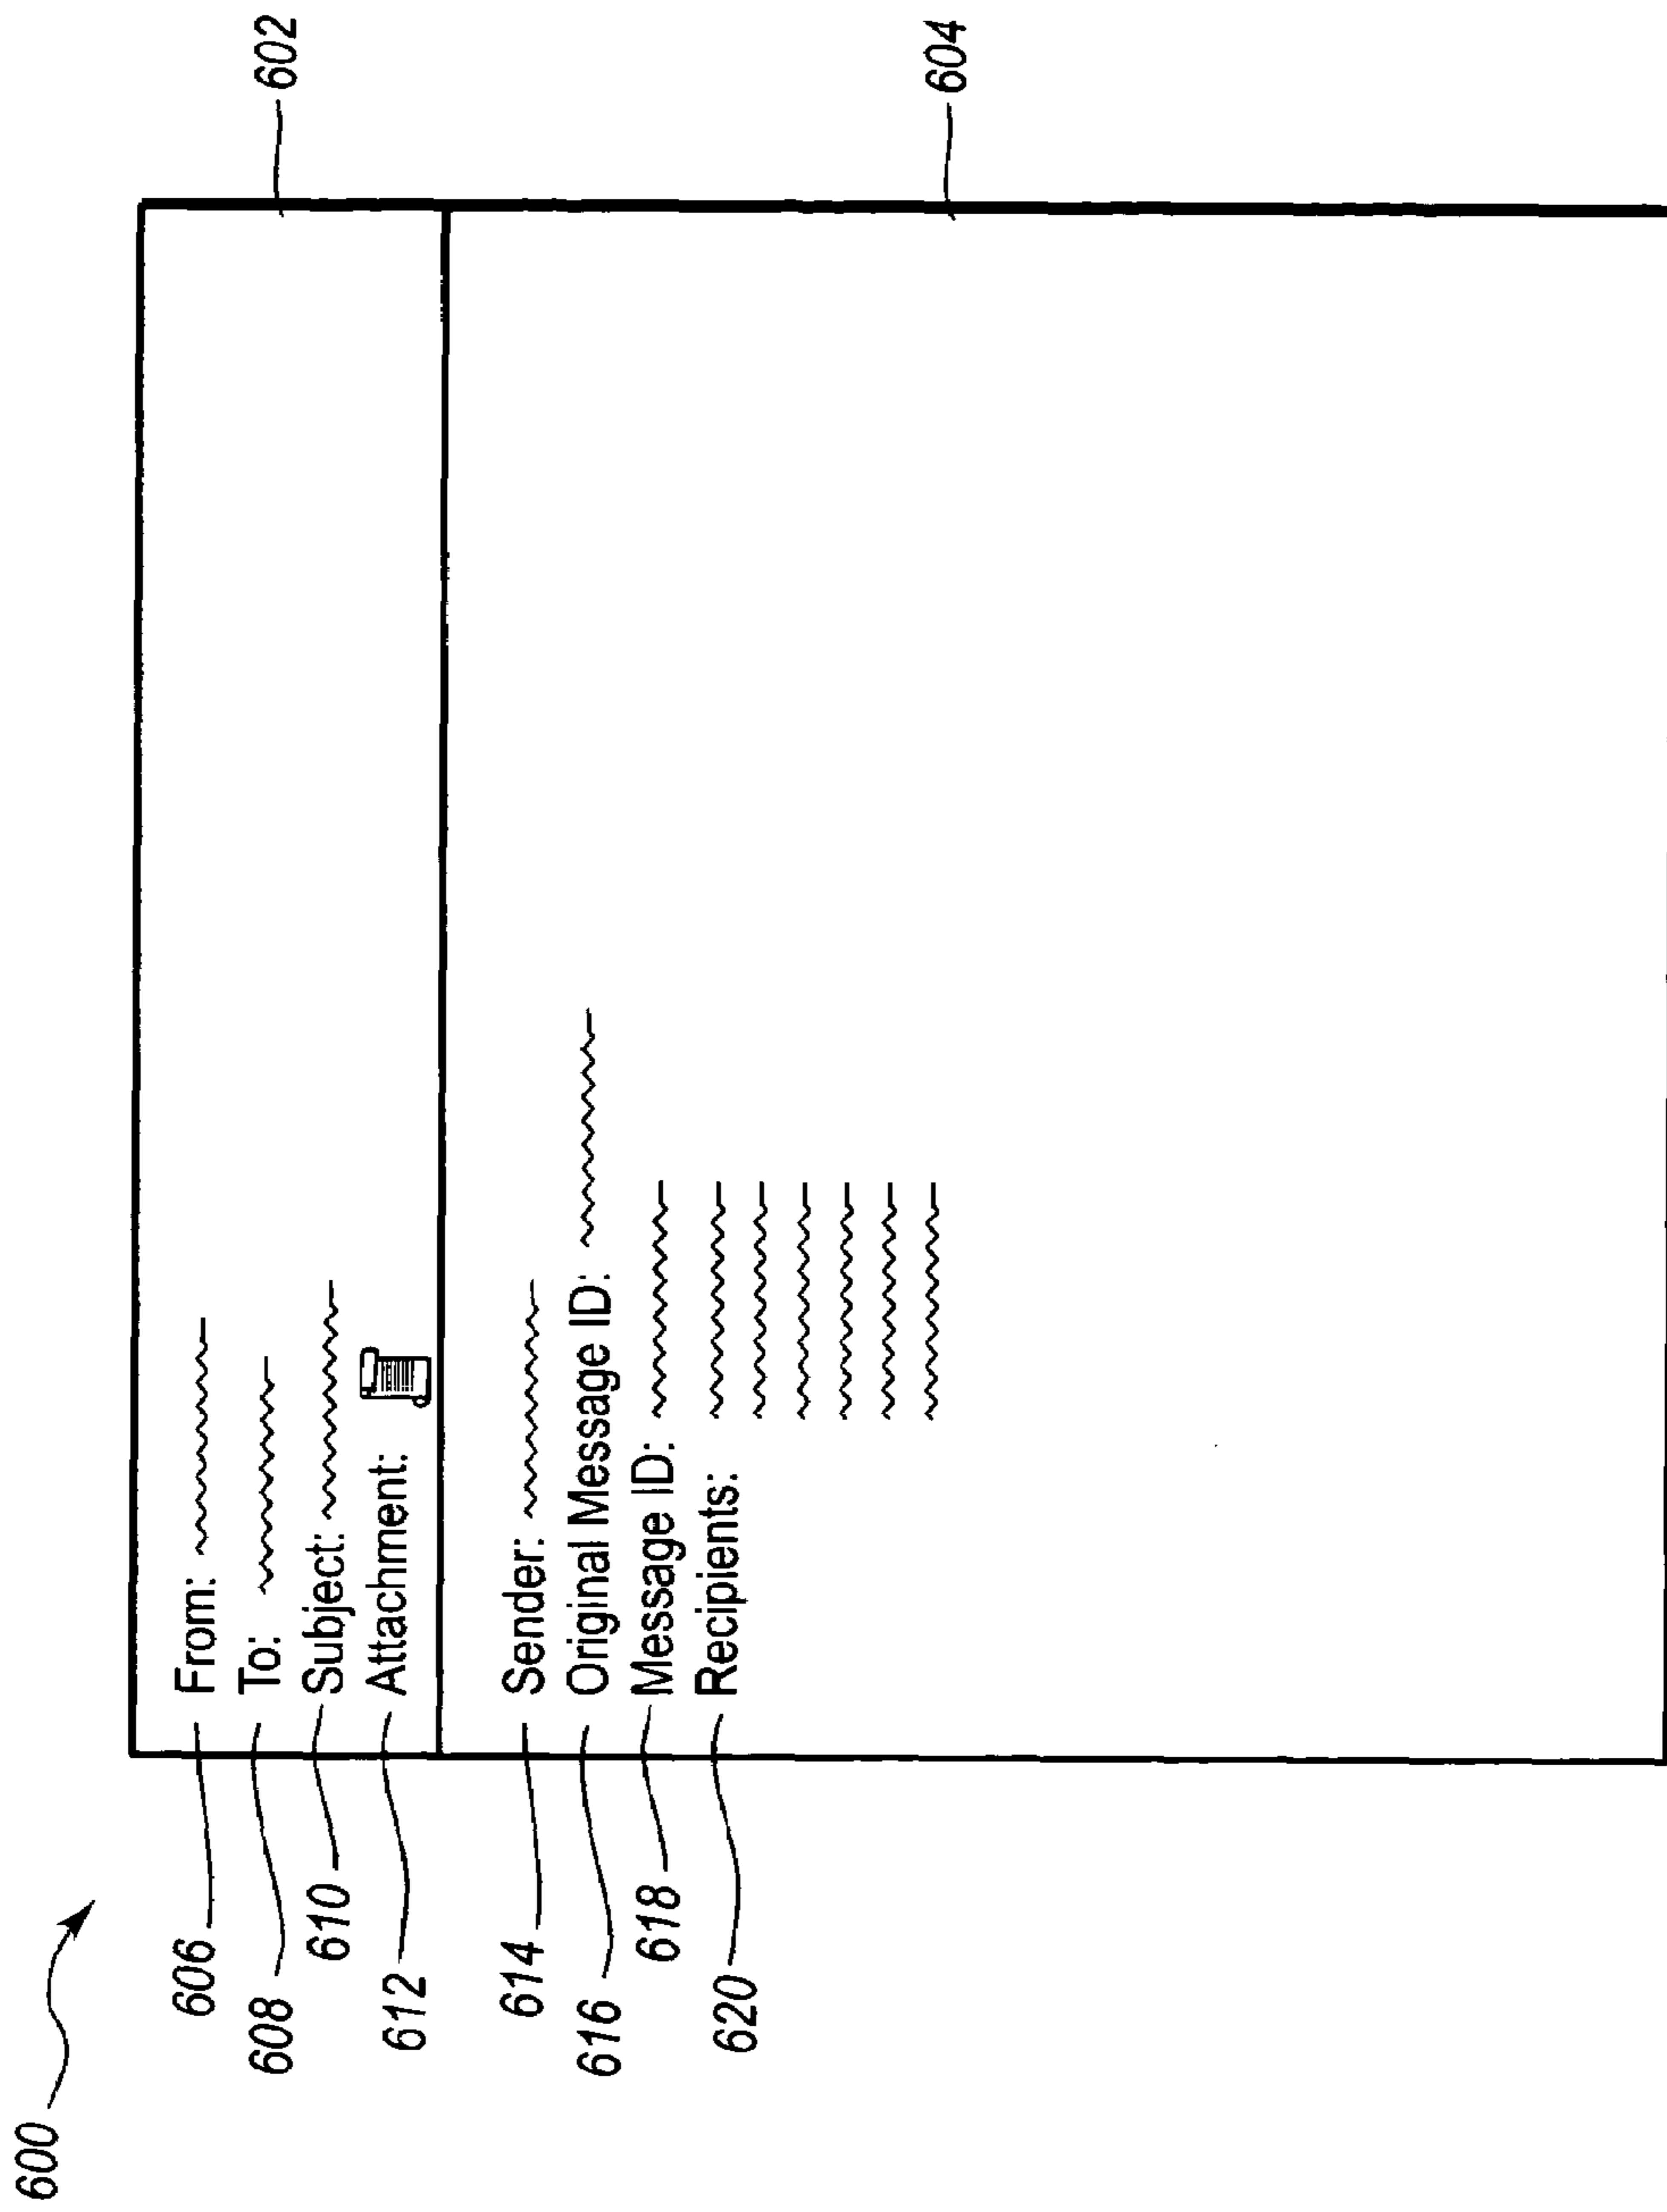 600
602
604
606
From:
608
To:
610
Subject:
612
Attachment:
614
Sender:
616
Original Message ID:
618
Message ID:
620
Recipients: